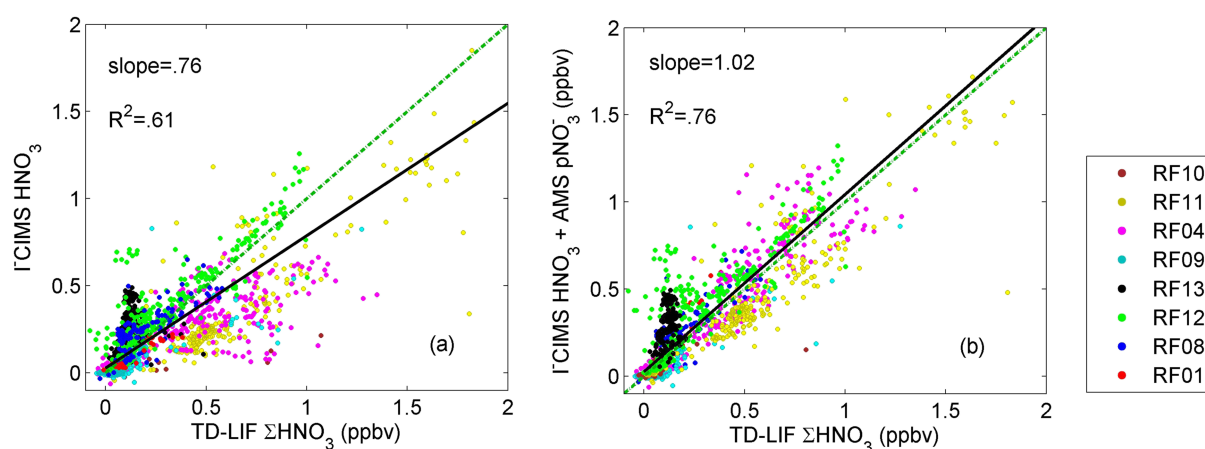 2
1.5
1
0.5
0
I⁻CIMS HNO₃
slope=.76
R²=.61
(a)
0 0.5 1 1.5 2
TD-LIF ΣHNO₃ (ppbv)
2
1.5
1
0.5
0
I⁻CIMS HNO₃ + AMS pNO₃⁻ (ppbv)
slope=1.02
R²=.76
(b)
0 0.5 1 1.5 2
TD-LIF ΣHNO₃ (ppbv)
RF10
RF11
RF04
RF09
RF13
RF12
RF08
RF01